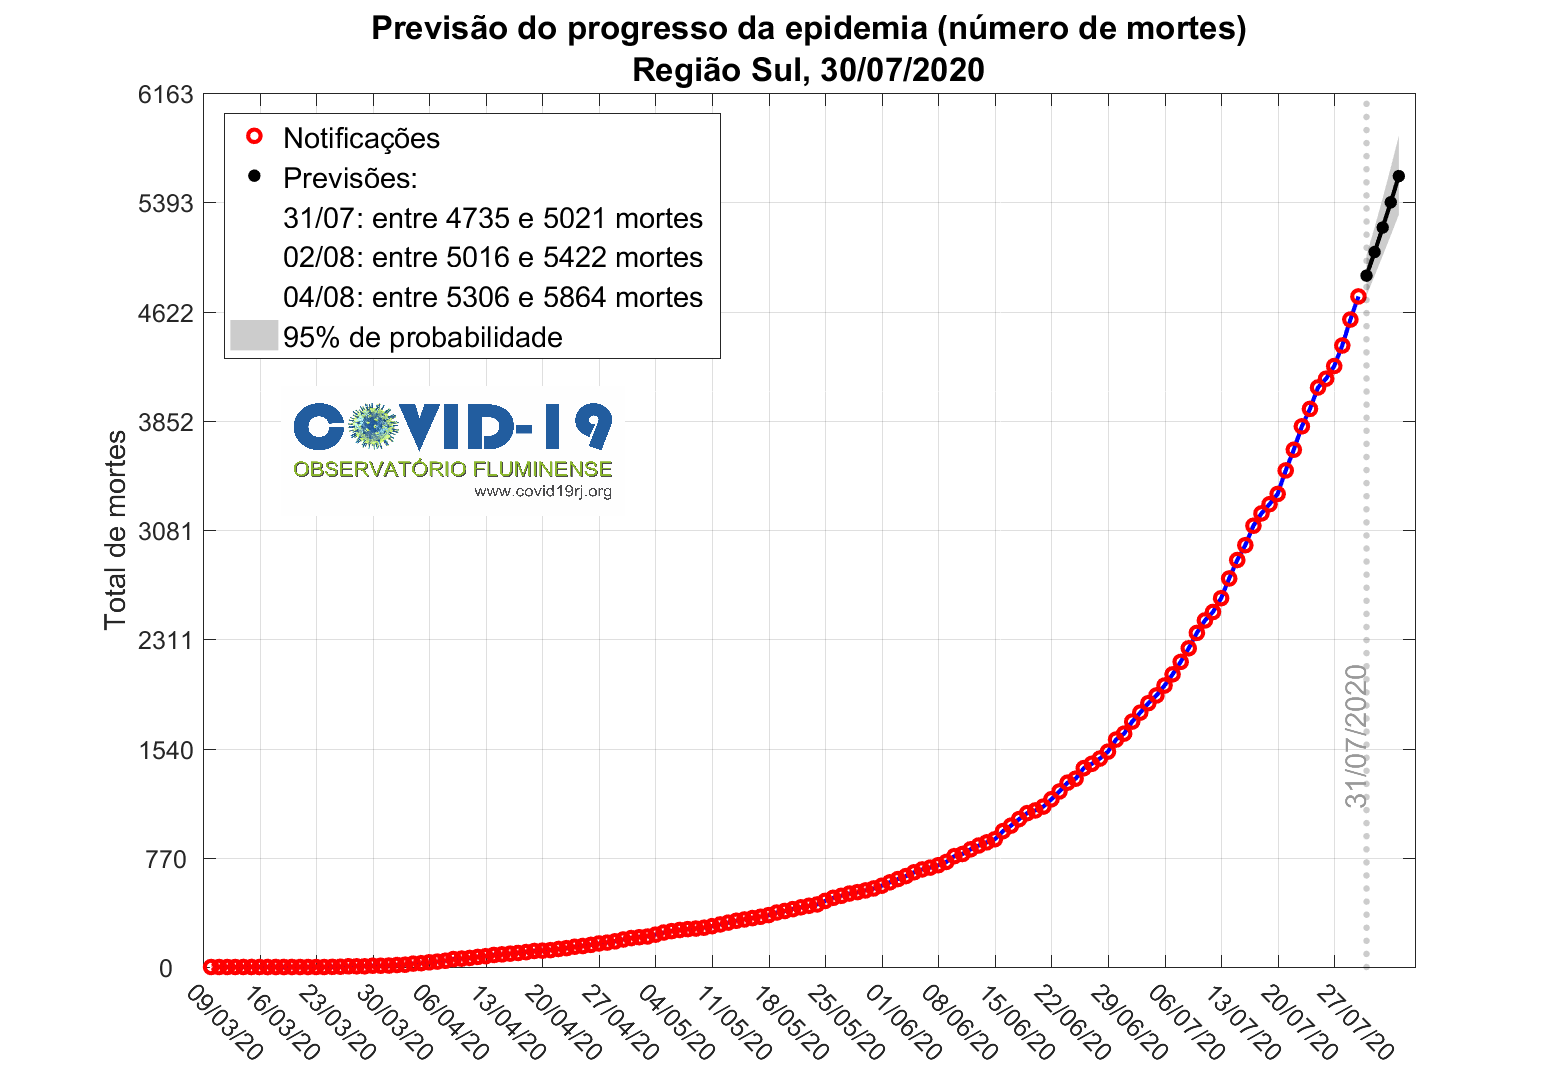 Previsão do progresso da epidemia (número de mortes)
Região Sul, 30/07/2020
6163
5393
4622
3852
3081
2311
1540
770
0
Total de mortes
Notificações
Previsões:
31/07: entre 4735 e 5021 mortes
02/08: entre 5016 e 5422 mortes
04/08: entre 5306 e 5864 mortes
95% de probabilidade
COVID-19
OBSERVATÓRIO FLUMINENSE
www.covid19rj.org
31/07/2020
09/03/20
16/03/20
23/03/20
30/03/20
06/04/20
13/04/20
20/04/20
27/04/20
04/05/20
11/05/20
18/05/20
25/05/20
01/06/20
08/06/20
15/06/20
22/06/20
29/06/20
06/07/20
13/07/20
20/07/20
27/07/20